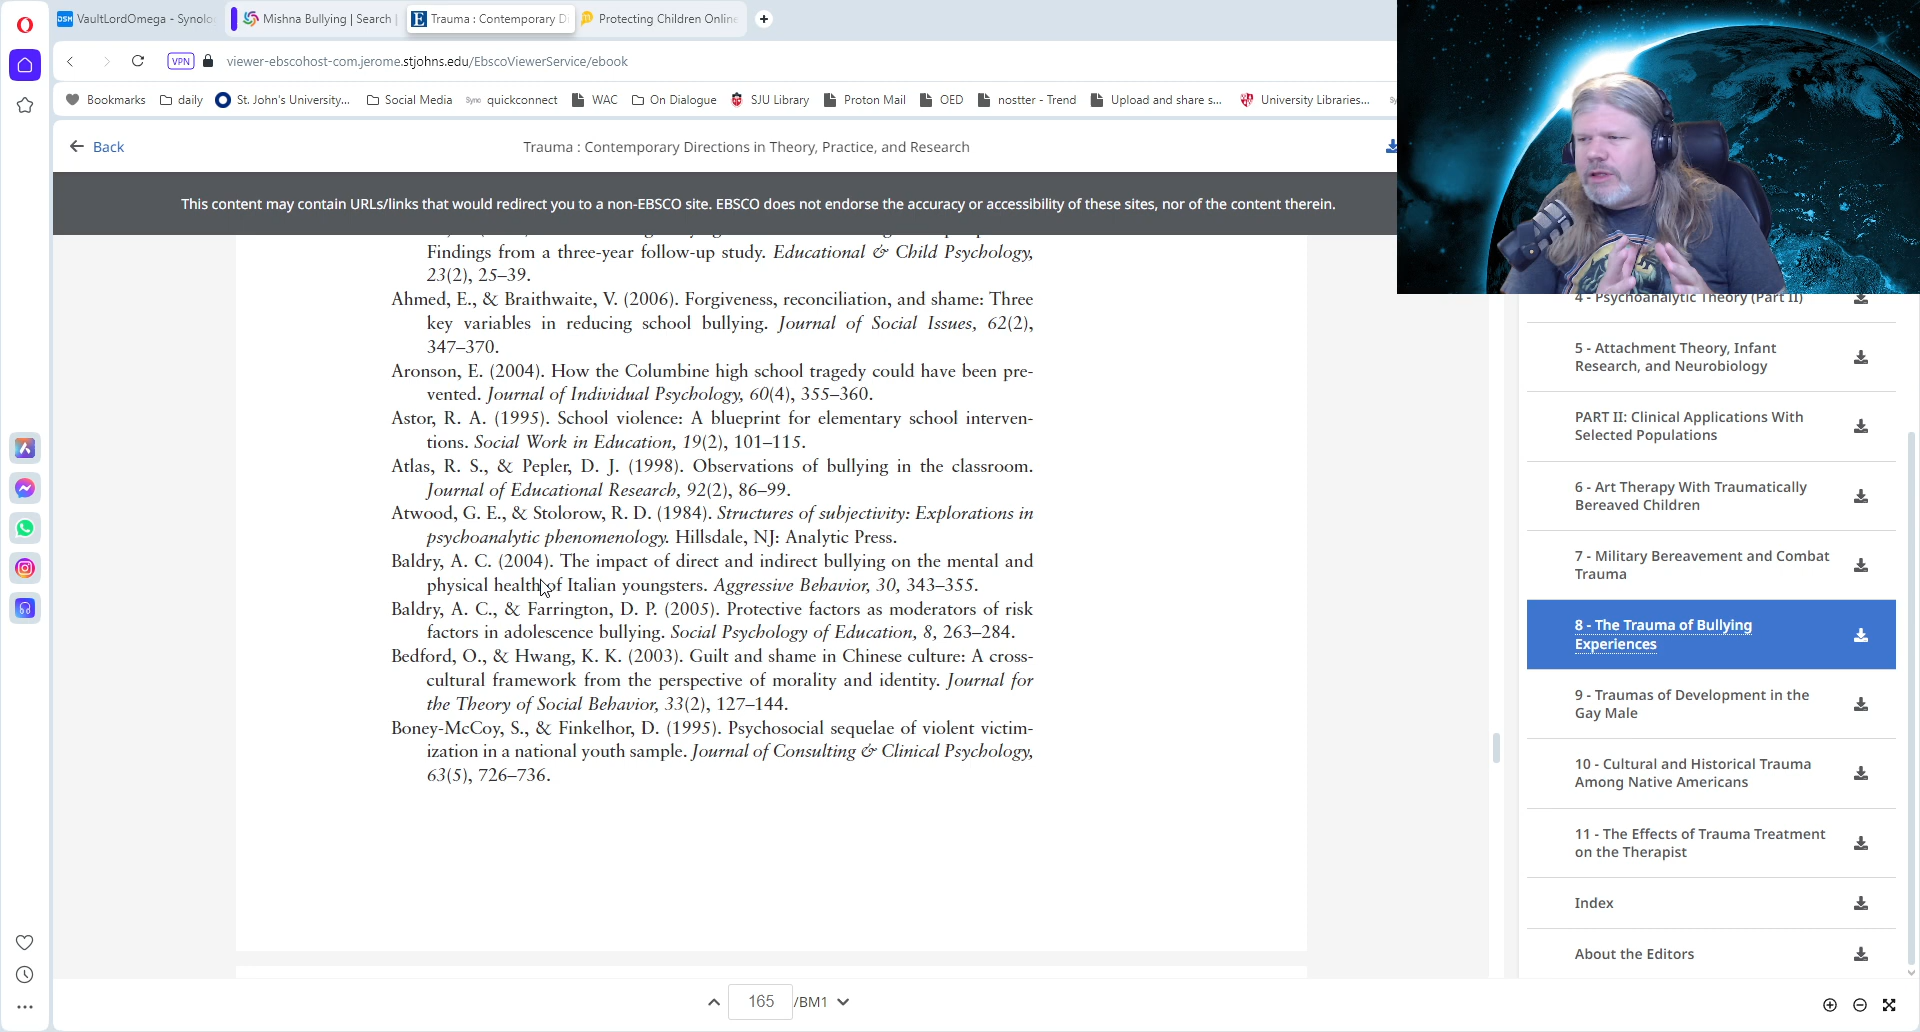 VaultLordOmega - Synolo
Mishna Bullying | Search |
Trauma : Contemporary Di
Protecting Children Online
VPN
viewer-ebscohost-com.jerome.stjohns.edu/EbscoViewerService/ebook
Bookmarks
daily
St. John's University...
Social Media
quickconnect
WAC
On Dialogue
SJU Library
Proton Mail
OED
nostter - Trend
Upload and share s...
University Libraries...
Back
Trauma : Contemporary Directions in Theory, Practice, and Research
This content may contain URLs/links that would redirect you to a non-EBSCO site. EBSCO does not endorse the accuracy or accessibility of these sites, nor of the content therein.
Findings from a three-year follow-up study. Educational & Child Psychology,
23(2), 25–39.
Ahmed, E., & Braithwaite, V. (2006). Forgiveness, reconciliation, and shame: Three
key variables in reducing school bullying. Journal of Social Issues, 62(2),
347–370.
Aronson, E. (2004). How the Columbine high school tragedy could have been pre-
vented. Journal of Individual Psychology, 60(4), 355–360.
Astor, R. A. (1995). School violence: A blueprint for elementary school interven-
tions. Social Work in Education, 19(2), 101–115.
Atlas, R. S., & Pepler, D. J. (1998). Observations of bullying in the classroom.
Journal of Educational Research, 92(2), 86–99.
Atwood, G. E., & Stolorow, R. D. (1984). Structures of subjectivity: Explorations in
psychoanalytic phenomenology. Hillsdale, NJ: Analytic Press.
Baldry, A. C. (2004). The impact of direct and indirect bullying on the mental and
physical health of Italian youngsters. Aggressive Behavior, 30, 343–355.
Baldry, A. C., & Farrington, D. P. (2005). Protective factors as moderators of risk
factors in adolescence bullying. Social Psychology of Education, 8, 263–284.
Bedford, O., & Hwang, K. K. (2003). Guilt and shame in Chinese culture: A cross-
cultural framework from the perspective of morality and identity. Journal for
the Theory of Social Behavior, 33(2), 127–144.
Boney-McCoy, S., & Finkelhor, D. (1995). Psychosocial sequelae of violent victim-
ization in a national youth sample. Journal of Consulting & Clinical Psychology,
63(5), 726–736.
4 - Psychoanalytic Theory (Part II)
5 - Attachment Theory, Infant
Research, and Neurobiology
PART II: Clinical Applications With
Selected Populations
6 - Art Therapy With Traumatically
Bereaved Children
7 - Military Bereavement and Combat
Trauma
8 - The Trauma of Bullying
Experiences
9 - Traumas of Development in the
Gay Male
10 - Cultural and Historical Trauma
Among Native Americans
11 - The Effects of Trauma Treatment
on the Therapist
Index
About the Editors
165 /BM1